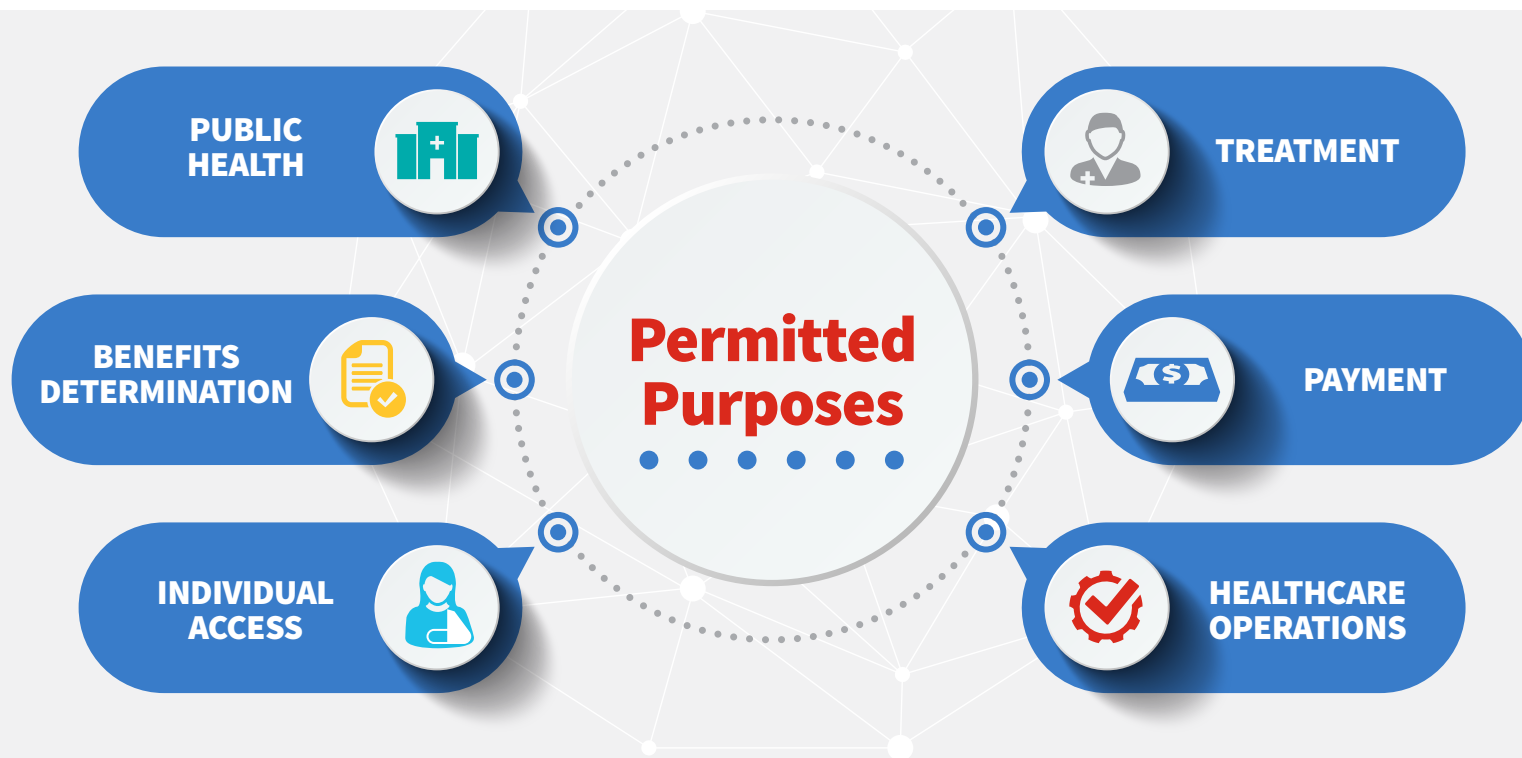 PUBLIC
HEALTH
BENEFITS
DETERMINATION
INDIVIDUAL
ACCESS
Permitted
Purposes
TREATMENT
$
PAYMENT
HEALTHCARE
OPERATIONS